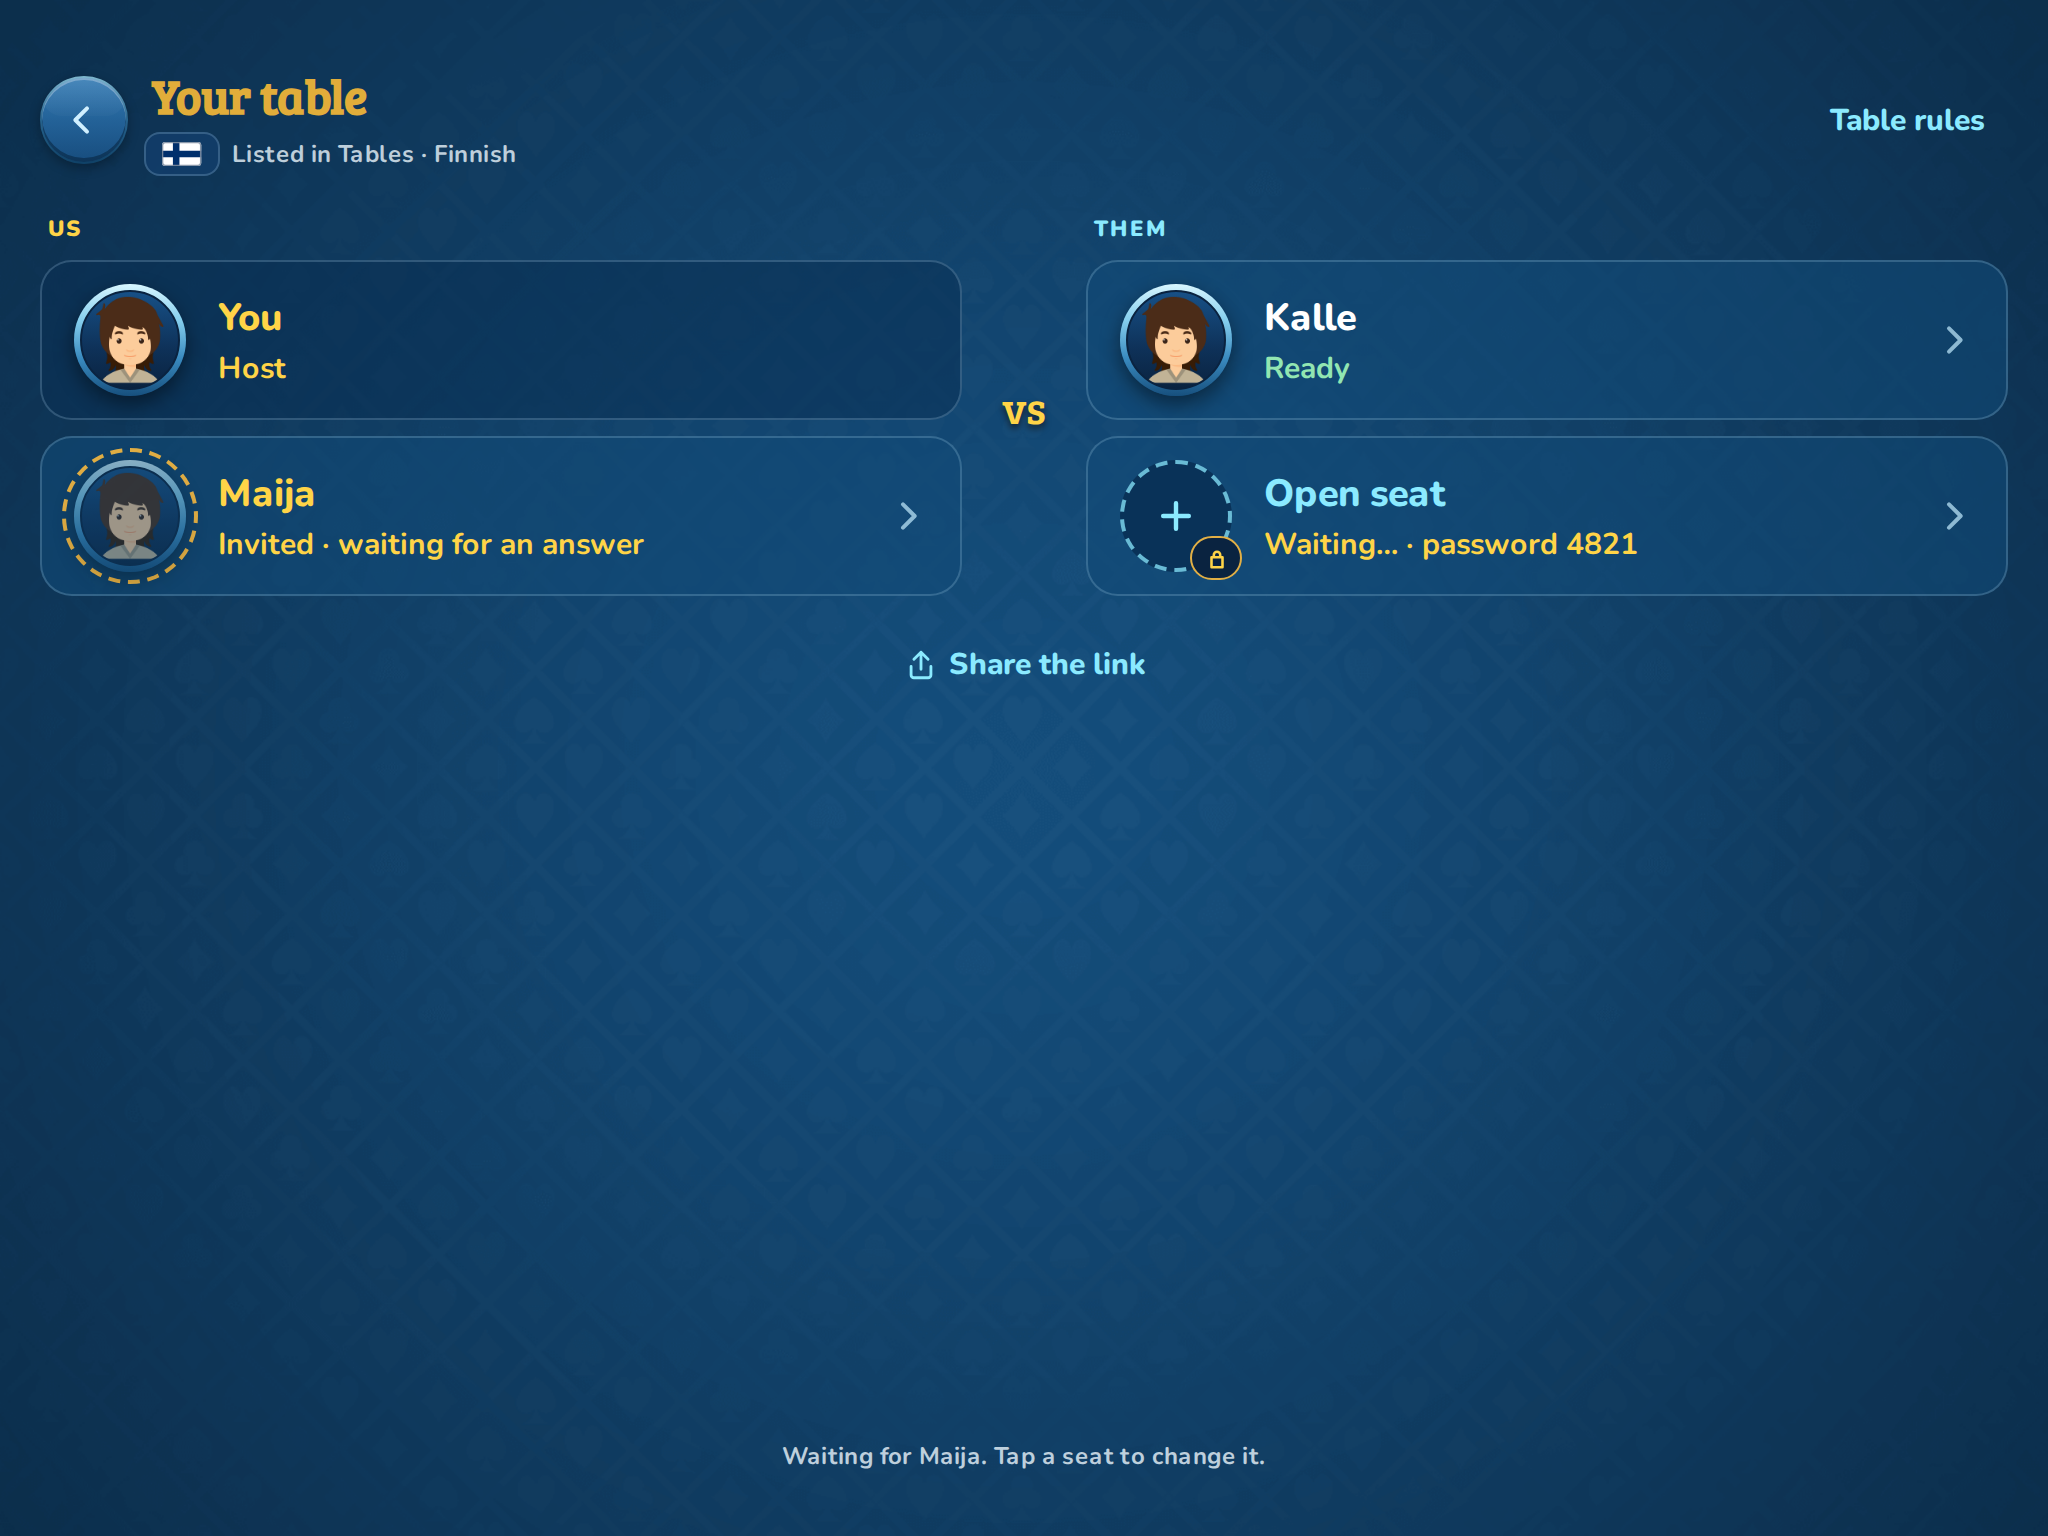 Your table
Listed in Tables · Finnish
Table rules
US
You
Host
Maija
Invited · waiting for an answer
VS
THEM
Kalle
Ready
Open seat
Waiting... · password 4821
Share the link
Waiting for Maija. Tap a seat to change it.